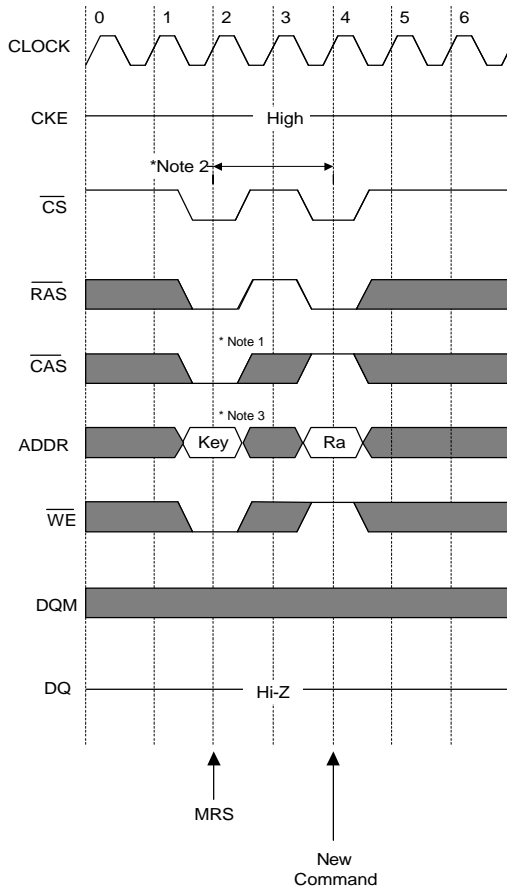 0 1 2 3 4 5 6
CLOCK
CKE
High
*Note 2
CS
RAS
* Note 1
CAS
* Note 3
ADDR
Key
Ra
WE
DQM
DQ
Hi-Z
MRS
New
Command